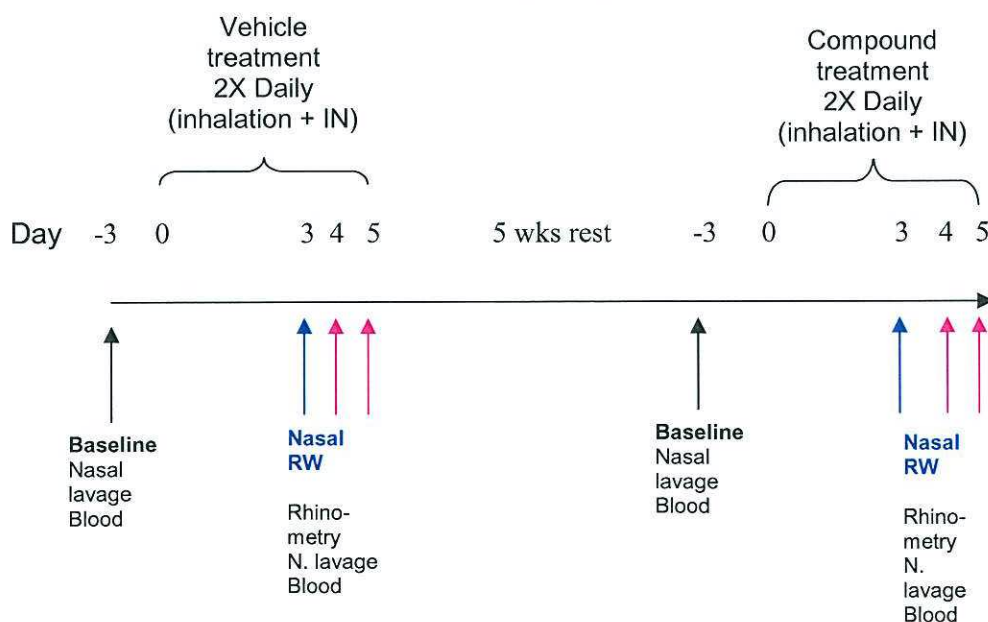 Vehicle
treatment
2X Daily
(inhalation + IN)
Compound
treatment
2X Daily
(inhalation + IN)
Day -3 0 3 4 5 5 wks rest -3 0 3 4 5
Baseline
Nasal
lavage
Blood
Nasal
RW
Rhino-
metry
N. lavage
Blood
Baseline
Nasal
lavage
Blood
Nasal
RW
Rhino-
metry
N.
lavage
Blood